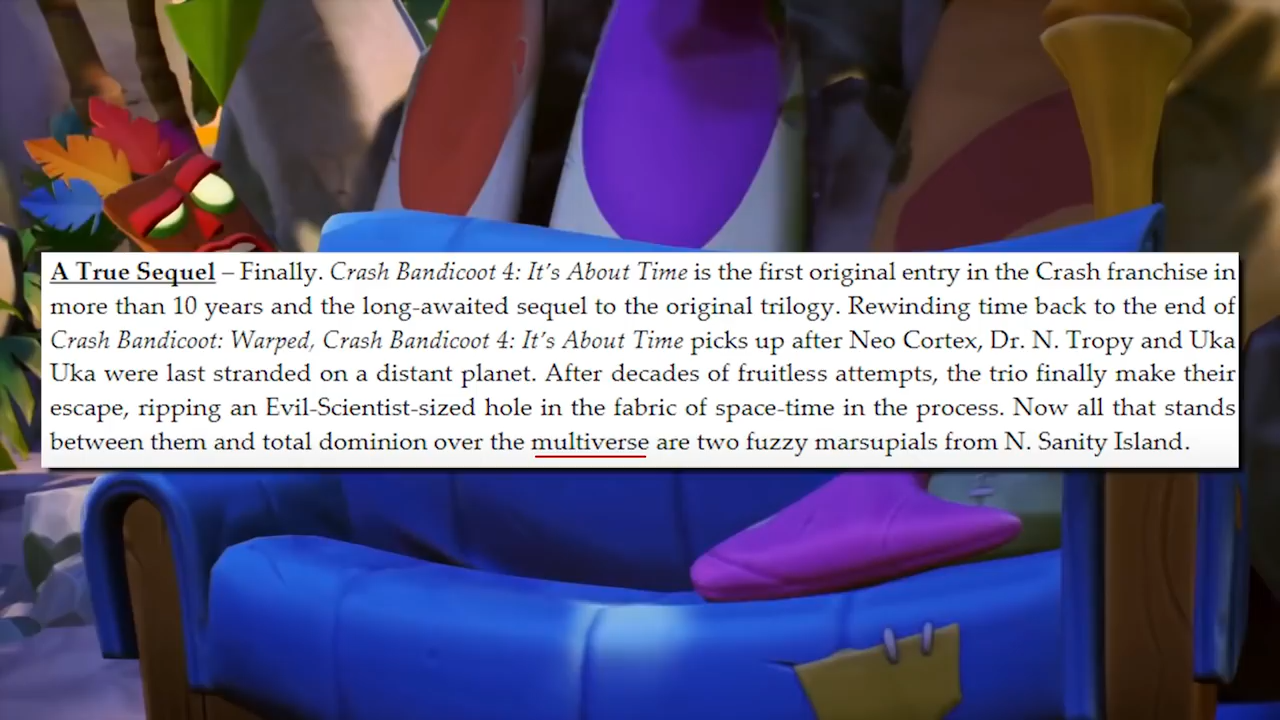 A True Sequel – Finally. Crash Bandicoot 4: It's About Time is the first original entry in the Crash franchise in
more than 10 years and the long-awaited sequel to the original trilogy. Rewinding time back to the end of
Crash Bandicoot: Warped, Crash Bandicoot 4: It's About Time picks up after Neo Cortex, Dr. N. Tropy and Uka
Uka were last stranded on a distant planet. After decades of fruitless attempts, the trio finally make their
escape, ripping an Evil-Scientist-sized hole in the fabric of space-time in the process. Now all that stands
between them and total dominion over the multiverse are two fuzzy marsupials from N. Sanity Island.